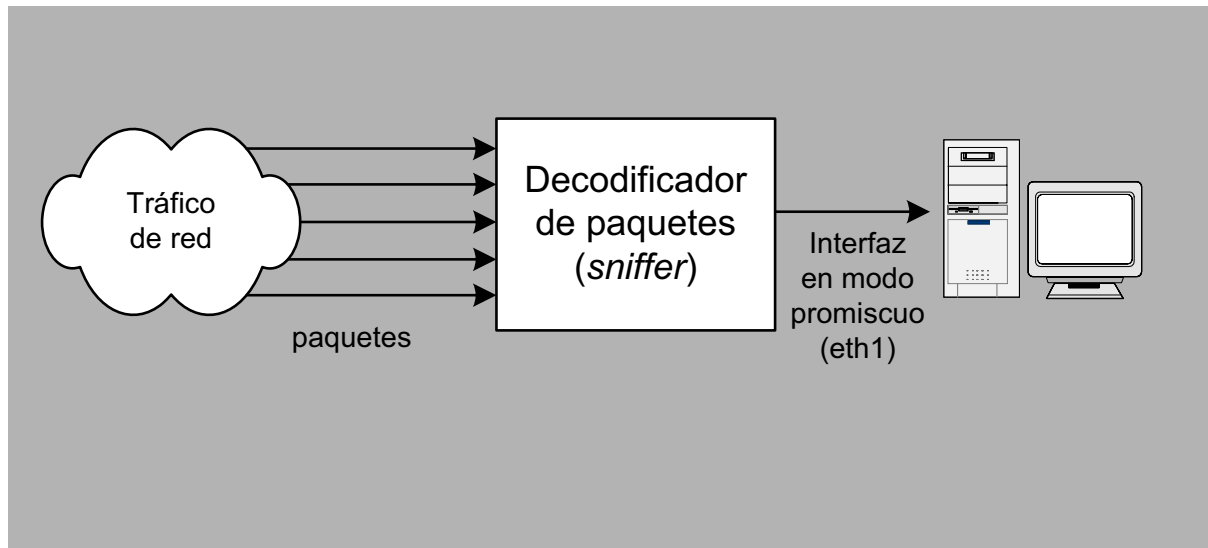 Tráfico
de red
paquetes
Decodificador
de paquetes
(sniffer)
Interfaz
en modo
promiscuo
(eth1)